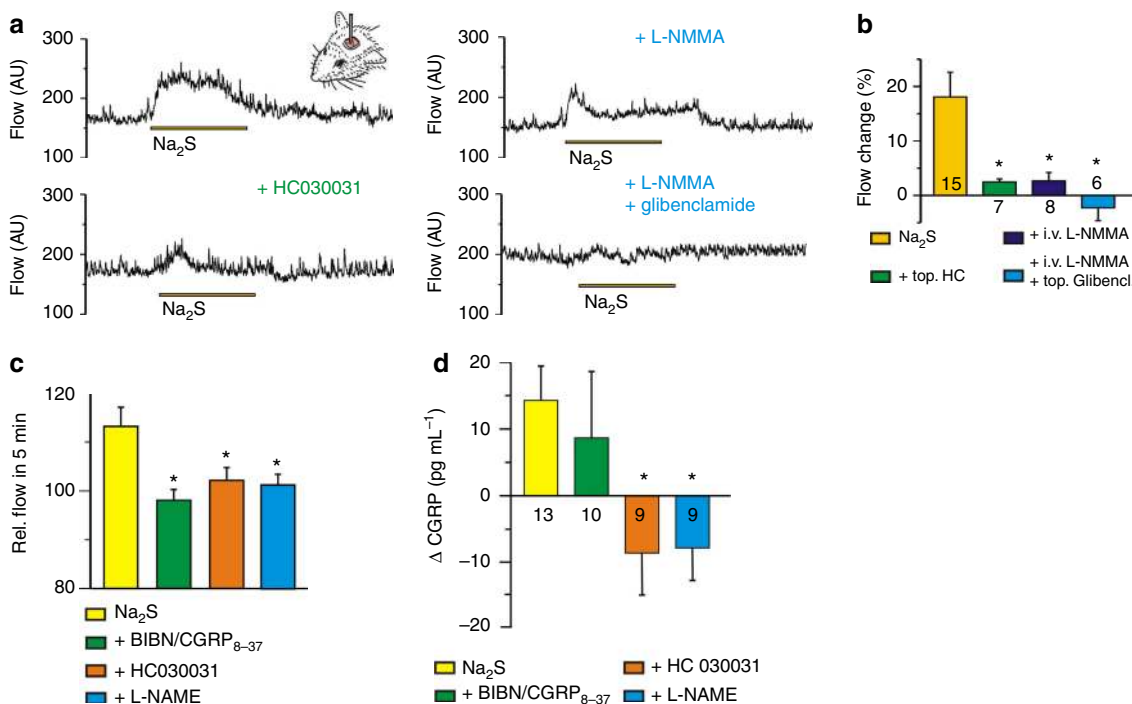 a
300
200
100
Flow (AU)
Na₂S
+ L-NMMA
300
200
100
Flow (AU)
Na₂S
+ HC030031
300
200
100
Flow (AU)
Na₂S
+ L-NMMA
+ glibenclamide
300
200
100
Flow (AU)
Na₂S
b
Flow change (%)
20
10
0
15
7
8
6
* * *
Na₂S
+ i.v. L-NMMA
+ top. HC
+ i.v. L-NMMA
+ top. Glibencl
c
Rel. flow in 5 min
120
100
80
* * *
Na₂S
+ BIBN/CGRP₈₋₃₇
+ HC030031
+ L-NAME
d
Δ CGRP (pg mL⁻¹)
20
10
0
−10
−20
13
10
9
9
* *
Na₂S
+ HC 030031
+ BIBN/CGRP₈₋₃₇
+ L-NAME